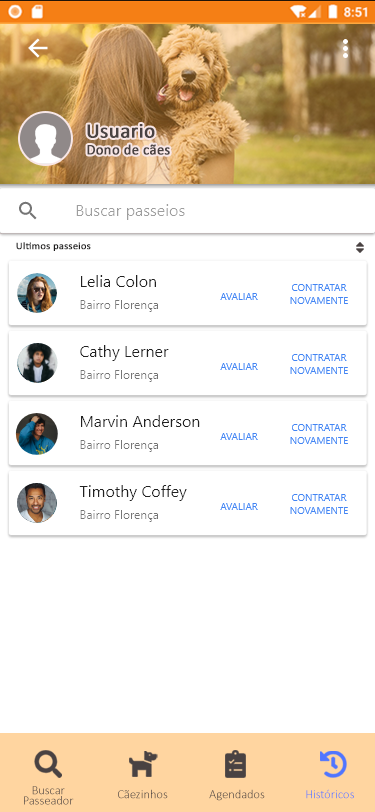 8:51
Usuario
Dono de cães
Buscar passeios
Ultimos passeios
Lelia Colon
Bairro Florença
AVALIAR
CONTRATAR
NOVAMENTE
Cathy Lerner
Bairro Florença
AVALIAR
CONTRATAR
NOVAMENTE
Marvin Anderson
Bairro Florença
AVALIAR
CONTRATAR
NOVAMENTE
Timothy Coffey
Bairro Florença
AVALIAR
CONTRATAR
NOVAMENTE
Buscar
Passeador
Cãezinhos
Agendados
Históricos